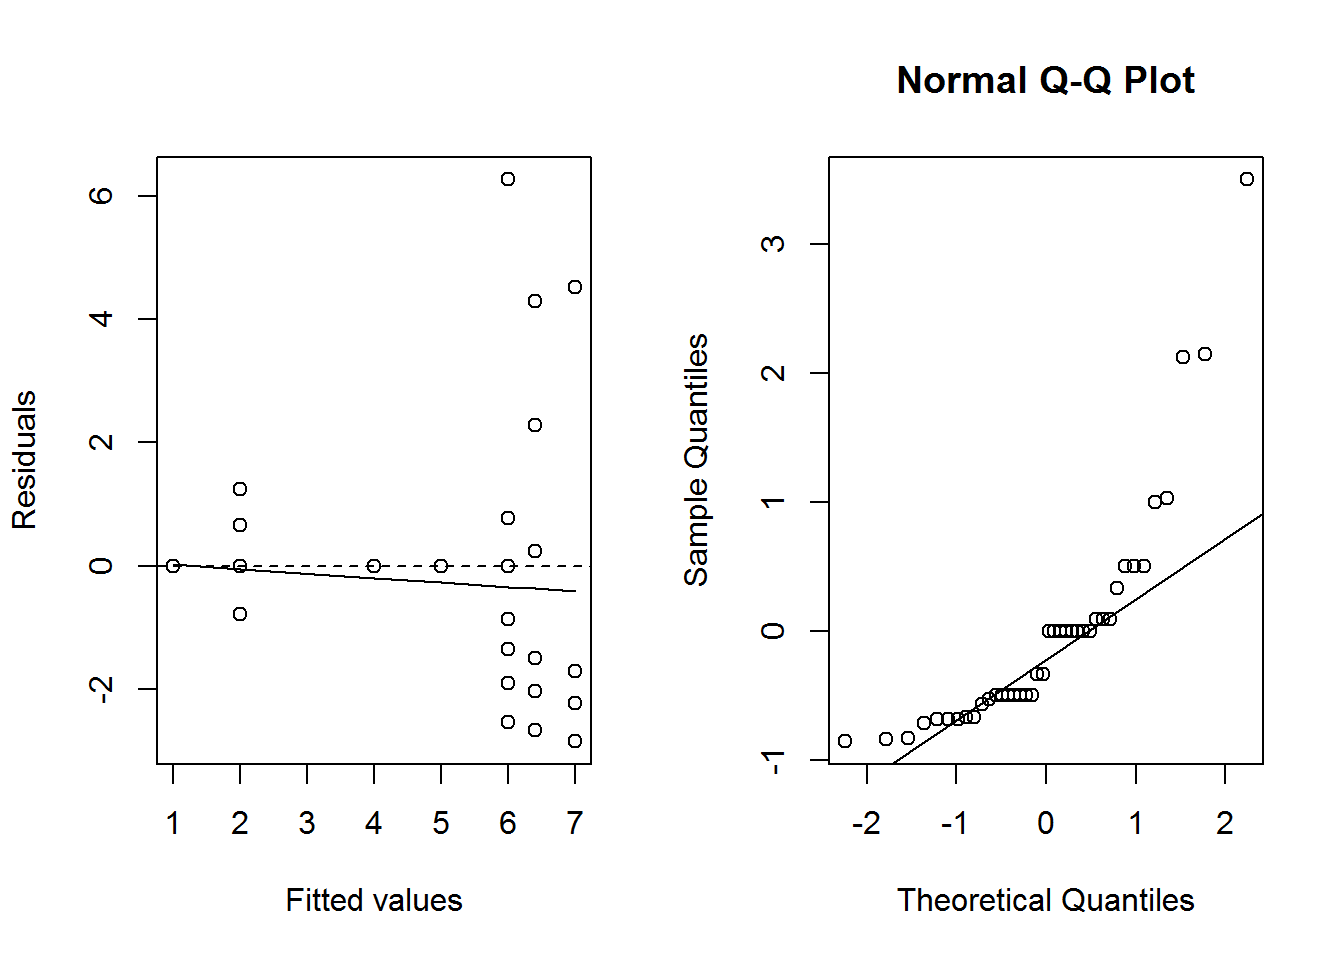 Residuals
6
4
2
0
-2
1 2 3 4 5 6 7
Fitted values
Normal Q-Q Plot
Sample Quantiles
3
2
1
0
-1
-2 -1 0 1 2
Theoretical Quantiles